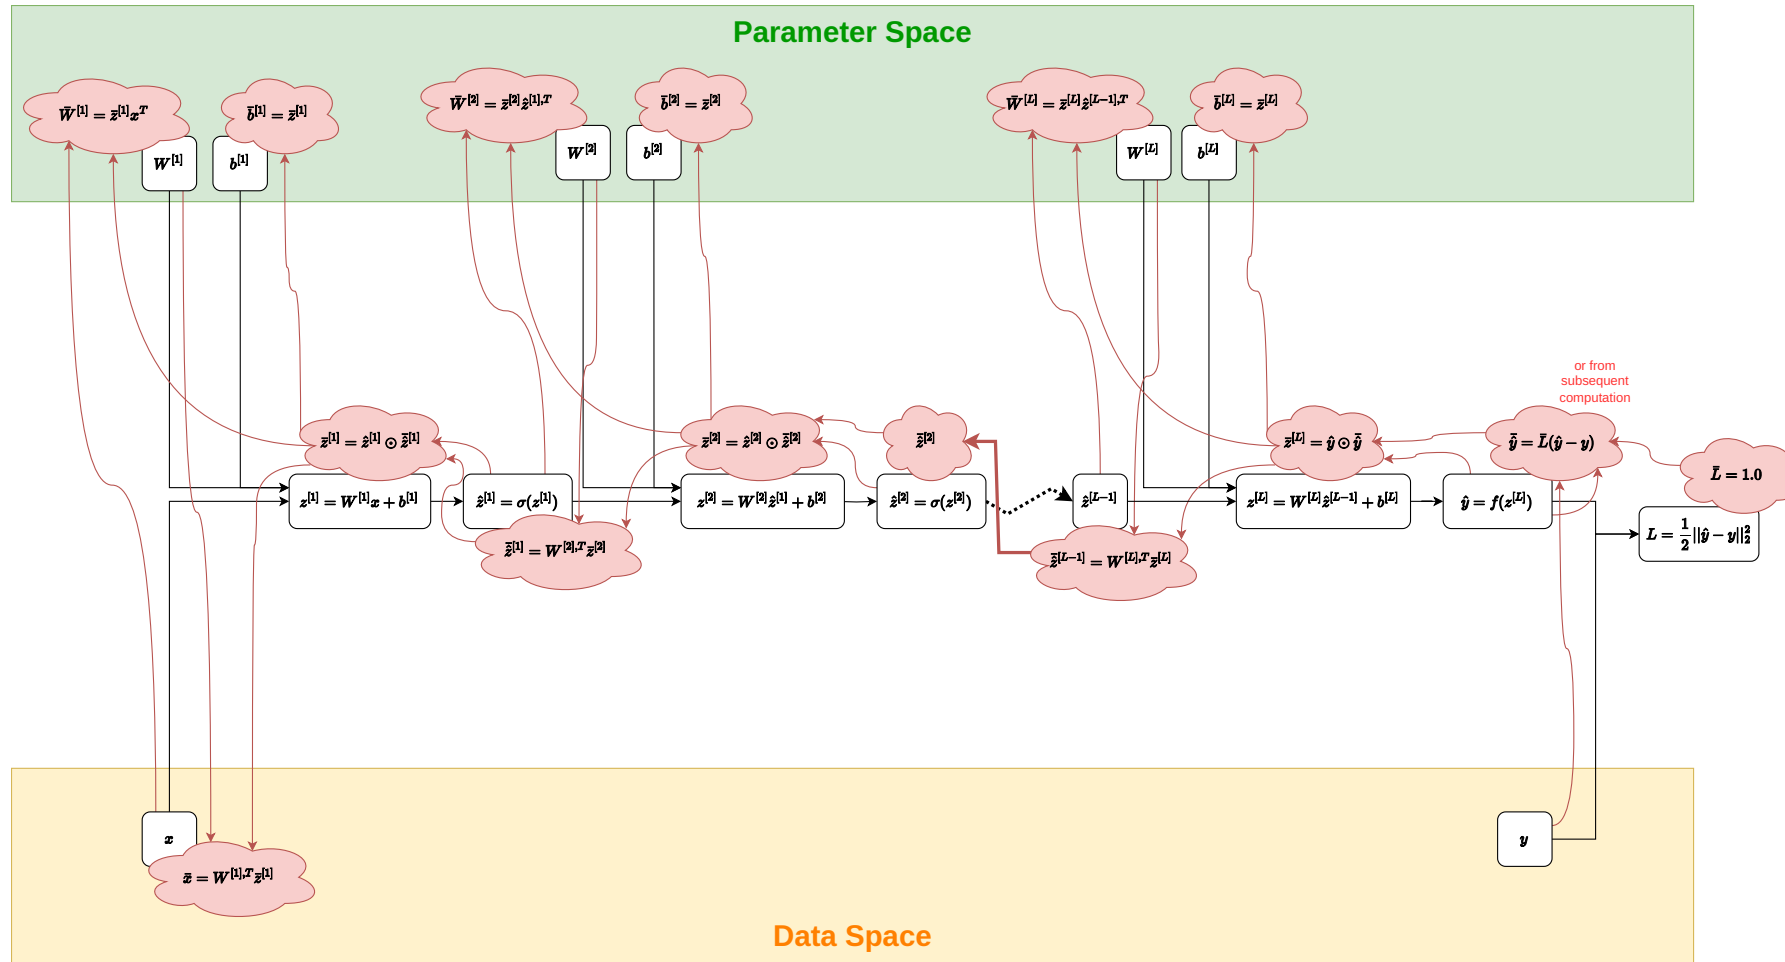 Parameter Space
W̄^[1] = z̄^[1] x^T
b̄^[1] = z̄^[1]
W̄^[2] = z̄^[2] ẑ^[1],T
b̄^[2] = z̄^[2]
W̄^[L] = z̄^[L] ẑ^[L−1],T
b̄^[L] = z̄^[L]
W^[1]
b^[1]
W^[2]
b^[2]
W^[L]
b^[L]
or from
subsequent
computation
z̄^[1] = ẑ^[1] ⊙ ẑ̄^[1]
z̄^[2] = ẑ^[2] ⊙ ẑ̄^[2]
ẑ̄^[2]
z̄^[L] = ŷ ⊙ ŷ̄
ŷ̄ = L̄(ŷ − y)
L̄ = 1.0
z^[1] = W^[1] x + b^[1]
ẑ^[1] = σ(z^[1])
z^[2] = W^[2] ẑ^[1] + b^[2]
ẑ^[2] = σ(z^[2])
ẑ^[L−1]
z^[L] = W^[L] ẑ^[L−1] + b^[L]
ŷ = f(z^[L])
L = 1/2 ||ŷ − y||₂²
ẑ̄^[1] = W^[2],T z̄^[2]
ẑ̄^[L−1] = W^[L],T z̄^[L]
x
y
x̄ = W^[1],T z̄^[1]
Data Space